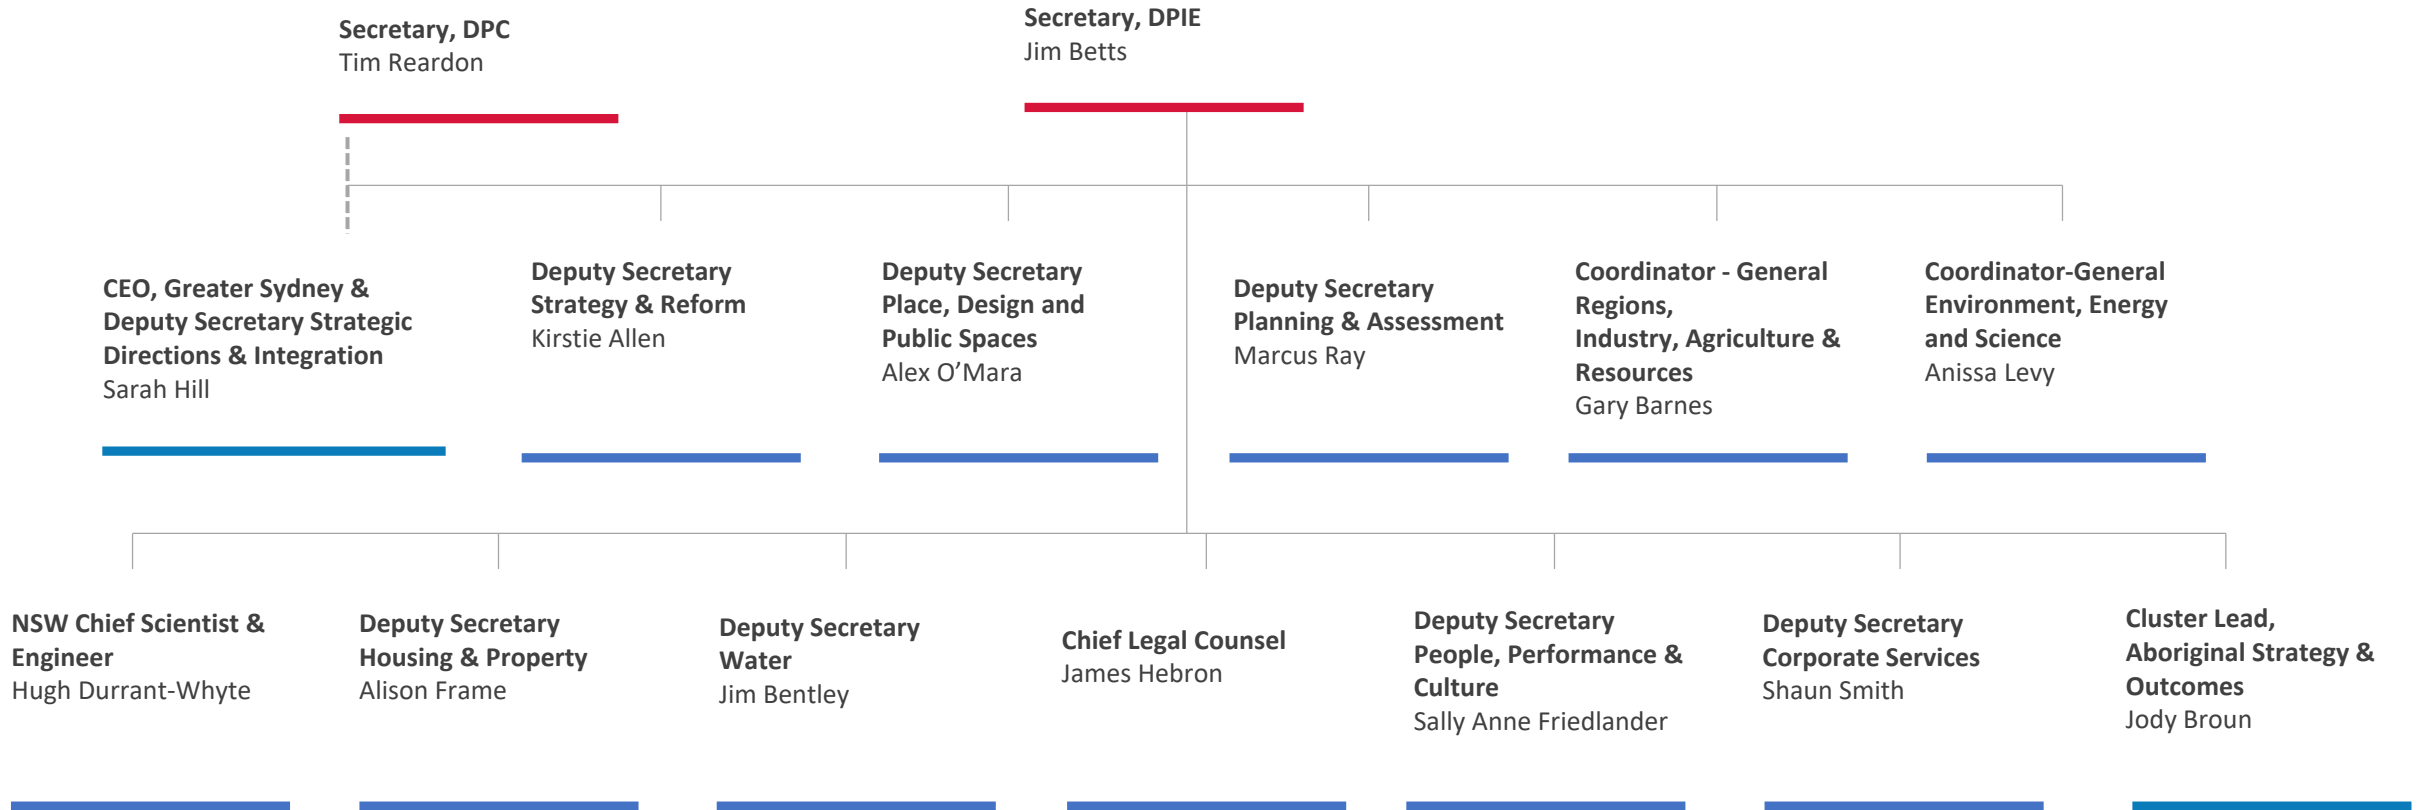 Secretary, DPC
Tim Reardon
Secretary, DPIE
Jim Betts
CEO, Greater Sydney &
Deputy Secretary Strategic
Directions & Integration
Sarah Hill
Deputy Secretary
Strategy & Reform
Kirstie Allen
Deputy Secretary
Place, Design and
Public Spaces
Alex O’Mara
Deputy Secretary
Planning & Assessment
Marcus Ray
Coordinator - General
Regions,
Industry, Agriculture &
Resources
Gary Barnes
Coordinator-General
Environment, Energy
and Science
Anissa Levy
NSW Chief Scientist &
Engineer
Hugh Durrant-Whyte
Deputy Secretary
Housing & Property
Alison Frame
Deputy Secretary
Water
Jim Bentley
Chief Legal Counsel
James Hebron
Deputy Secretary
People, Performance &
Culture
Sally Anne Friedlander
Deputy Secretary
Corporate Services
Shaun Smith
Cluster Lead,
Aboriginal Strategy &
Outcomes
Jody Broun